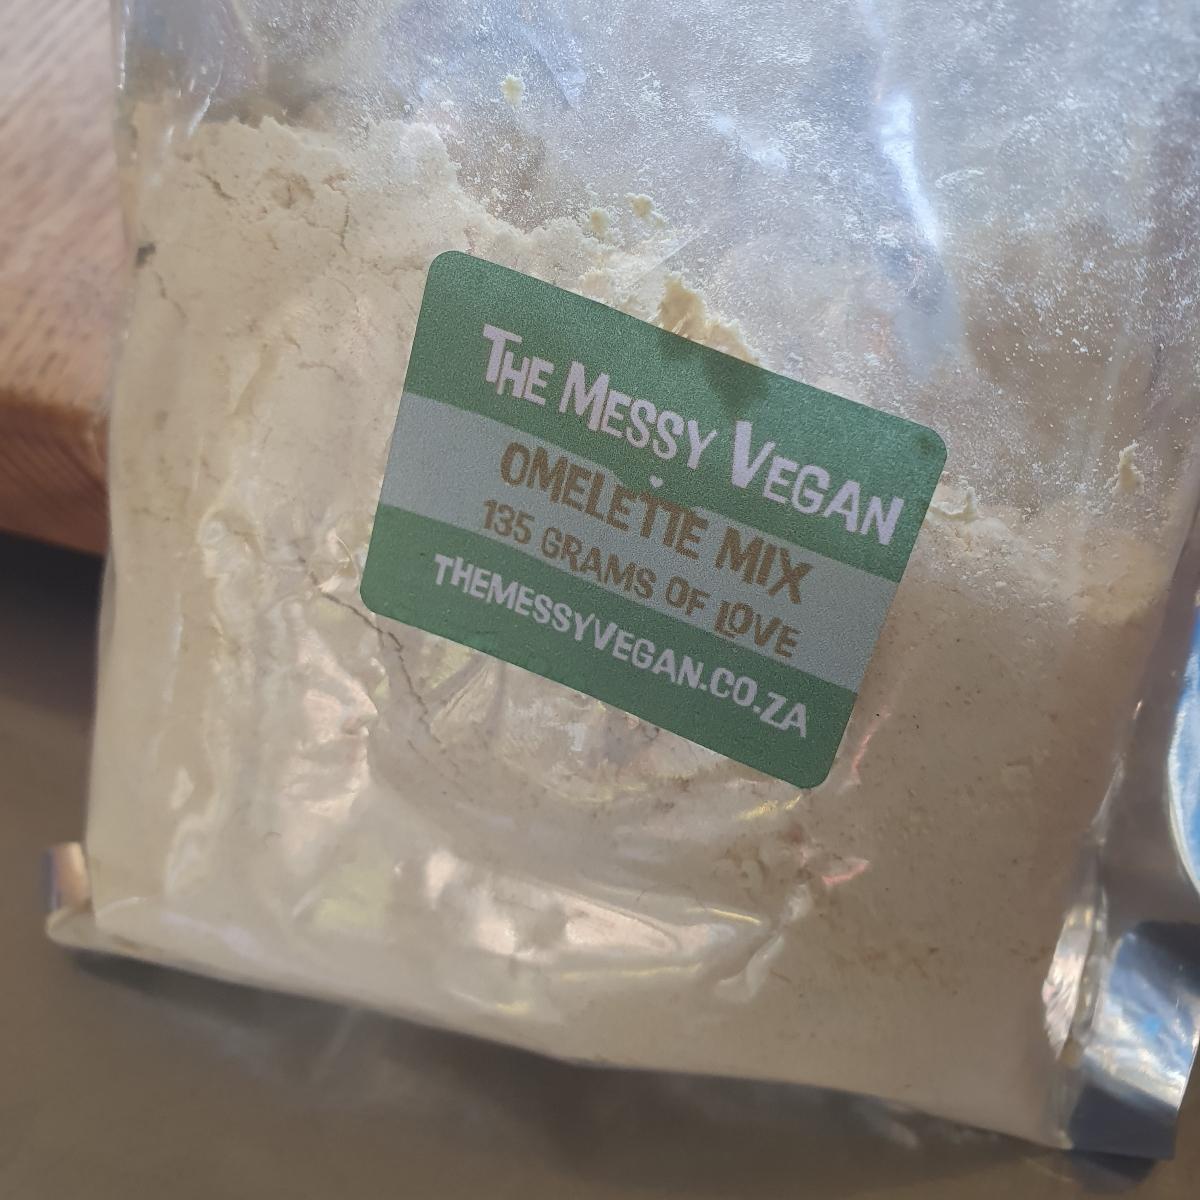 THE MESSY VEGAN
OMELETTE MIX
135 GRAMS OF LOVE
THEMESSYVEGAN.CO.ZA